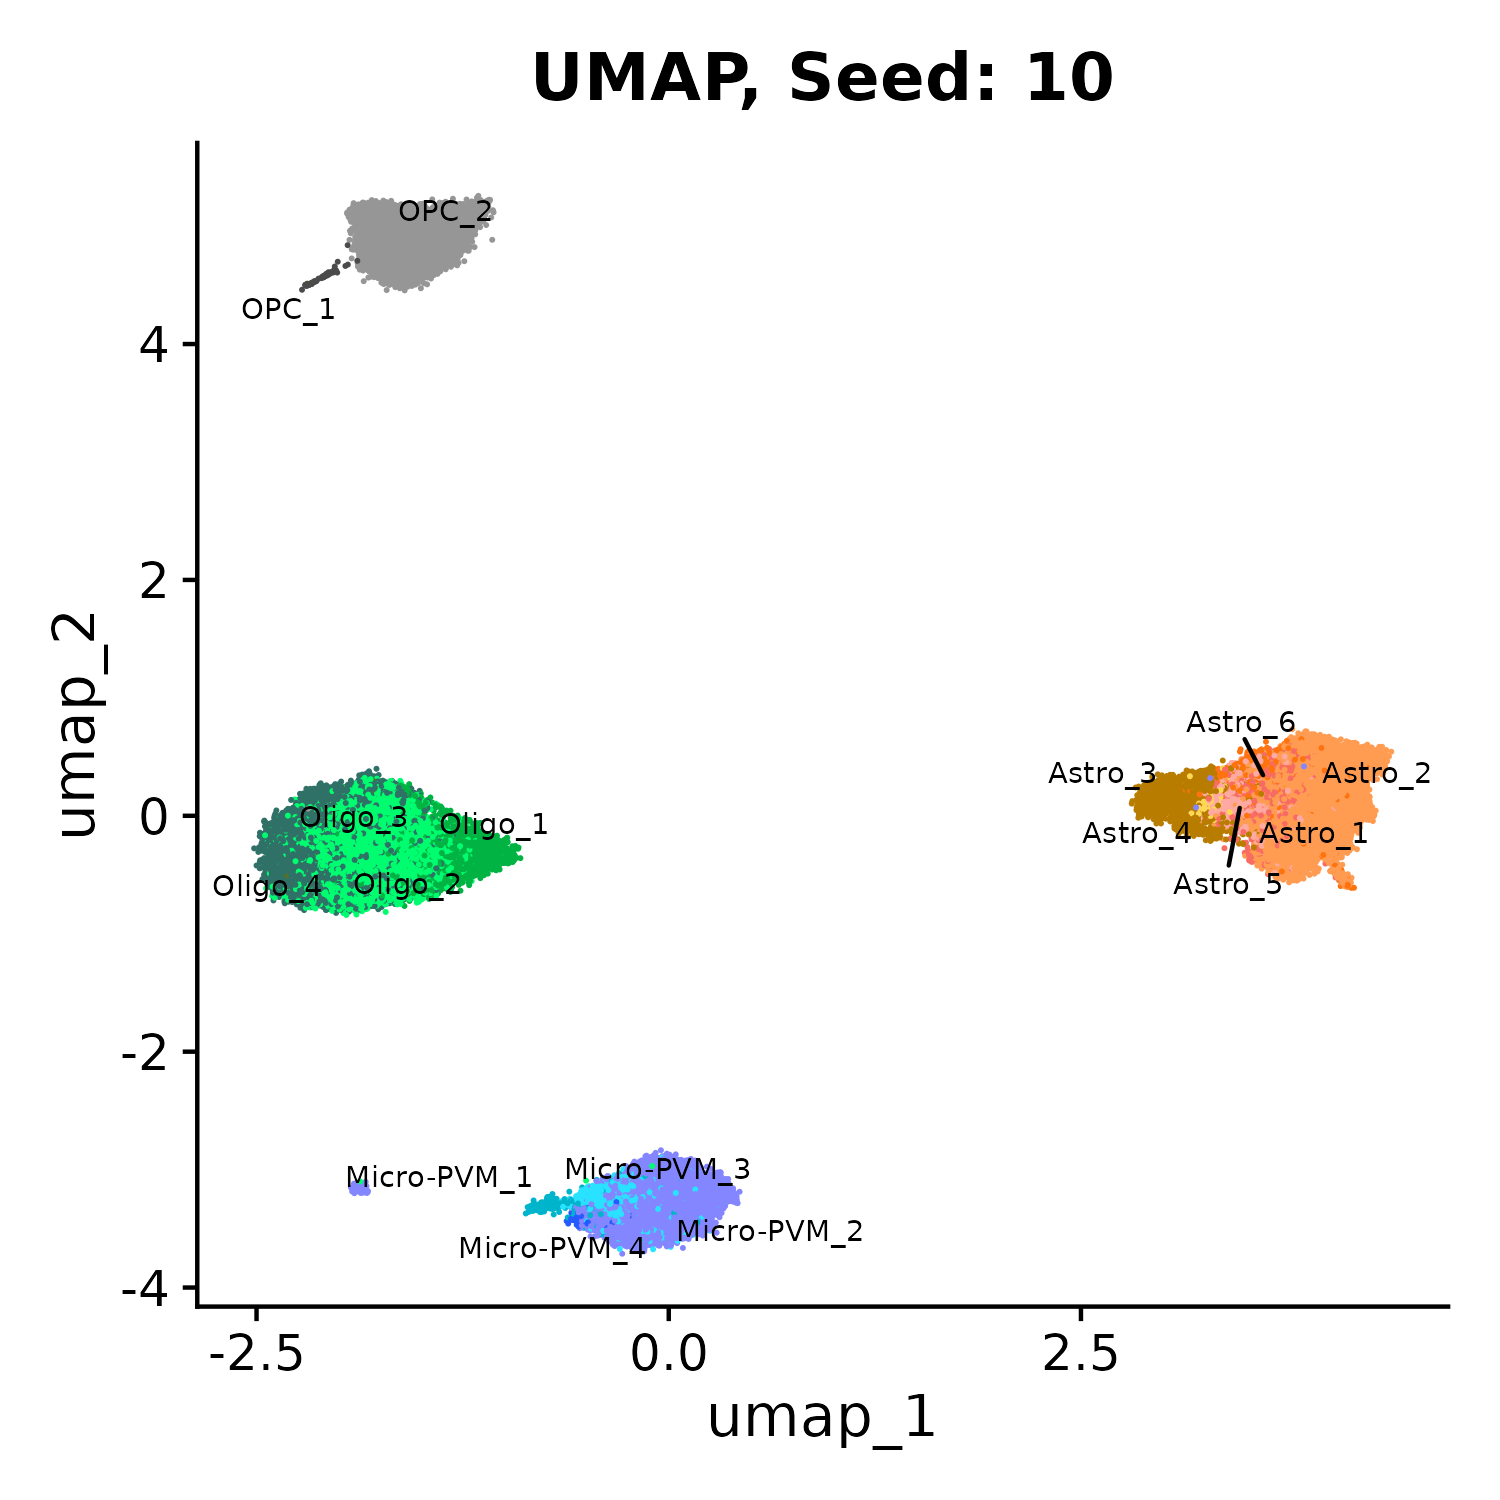 UMAP, Seed: 10
OPC_2
OPC_1
4
2
umap_2
Astro_6
Astro_3
Astro_2
0
Oligo_3
Oligo_1
Astro_4
Astro_1
Oligo_4
Oligo_2
Astro_5
-2
Micro-PVM_1
Micro-PVM_3
Micro-PVM_2
Micro-PVM_4
-4
-2.5
0.0
2.5
umap_1